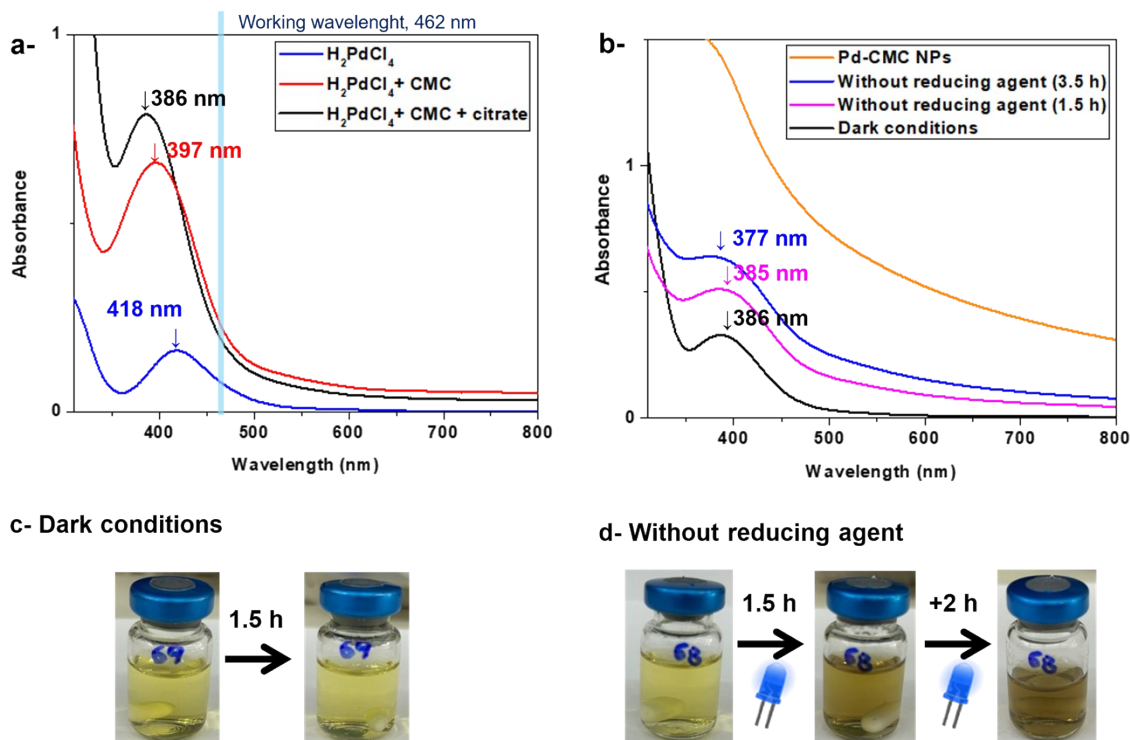 Working wavelenght, 462 nm
a-
1
H₂PdCl₄
H₂PdCl₄+ CMC
H₂PdCl₄+ CMC + citrate
↓386 nm
↓ 397 nm
418 nm
↓
Absorbance
0
400
500
600
700
800
Wavelength (nm)
b-
Pd-CMC NPs
Without reducing agent (3.5 h)
Without reducing agent (1.5 h)
Dark conditions
1
↓ 377 nm
↓385 nm
↓386 nm
Absorbance
0
400
500
600
700
800
Wavelength (nm)
c- Dark conditions
1.5 h
69
69
d- Without reducing agent
1.5 h
+2 h
68
68
68